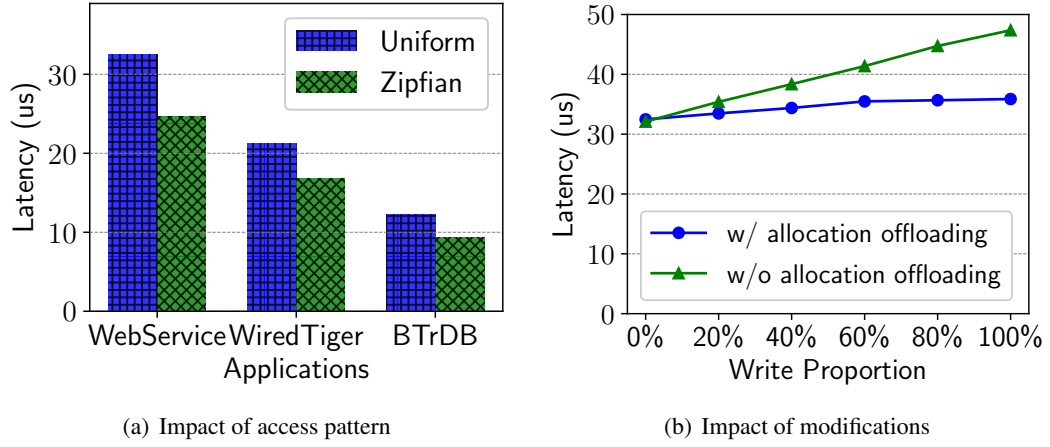 Uniform
Zipfian
Latency (us)
30
20
10
0
WebService WiredTiger BTrDB
Applications
(a) Impact of access pattern
50
40
30
20
10
0
Latency (us)
w/ allocation offloading
w/o allocation offloading
0% 20% 40% 60% 80% 100%
Write Proportion
(b) Impact of modifications